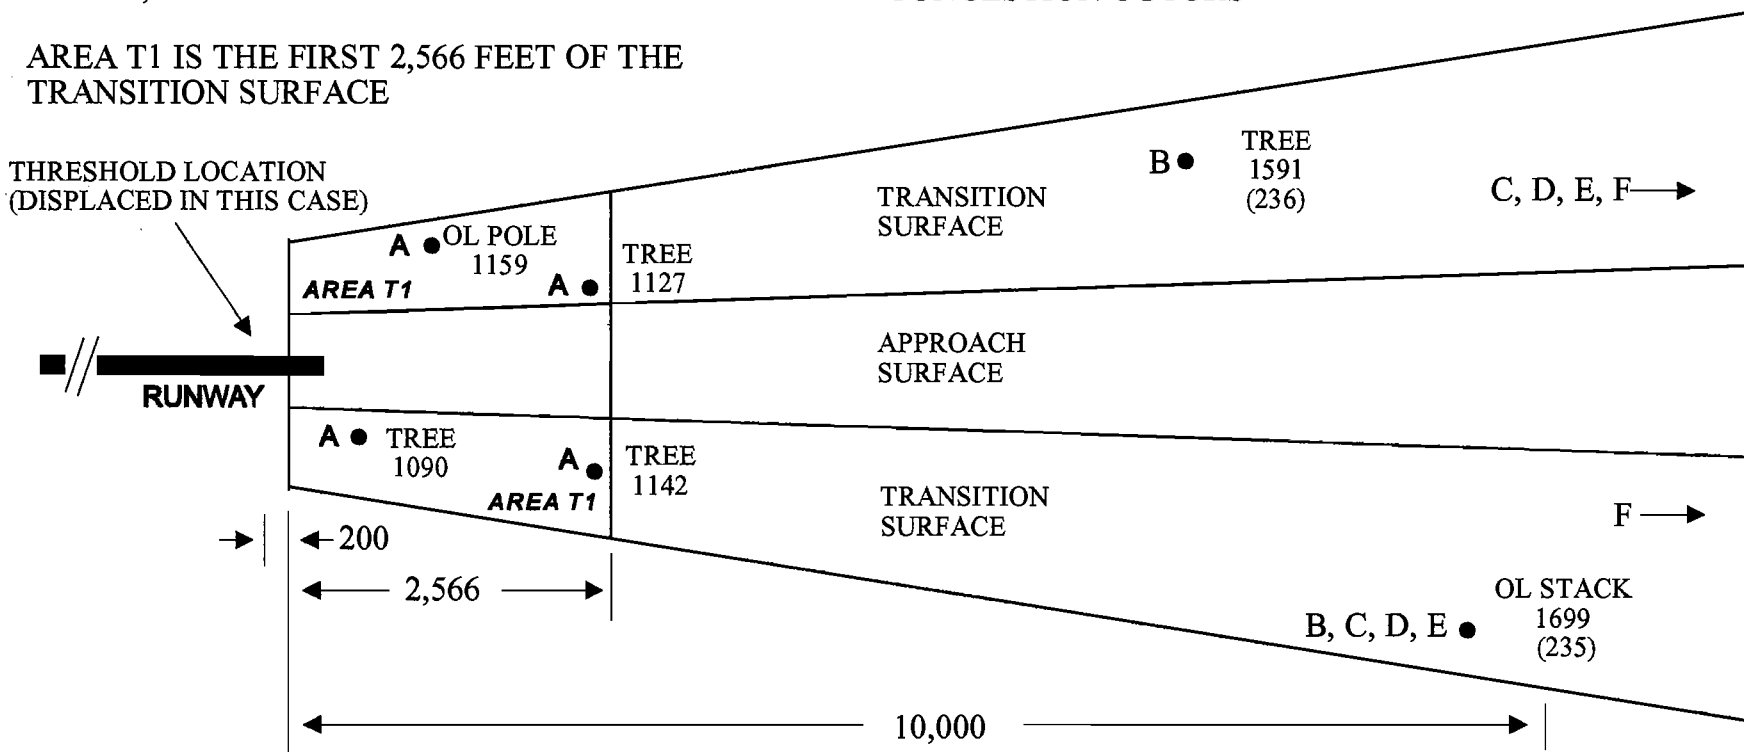 AREA T1 IS THE FIRST 2,566 FEET OF THE
TRANSITION SURFACE
THRESHOLD LOCATION
(DISPLACED IN THIS CASE)
B
TREE
1591
(236)
C, D, E, F
TRANSITION
SURFACE
A
OL POLE
1159
TREE
1127
A
AREA T1
APPROACH
SURFACE
RUNWAY
A
TREE
1090
A
TREE
1142
AREA T1
TRANSITION
SURFACE
F
200
2,566
OL STACK
1699
(235)
B, C, D, E
10,000